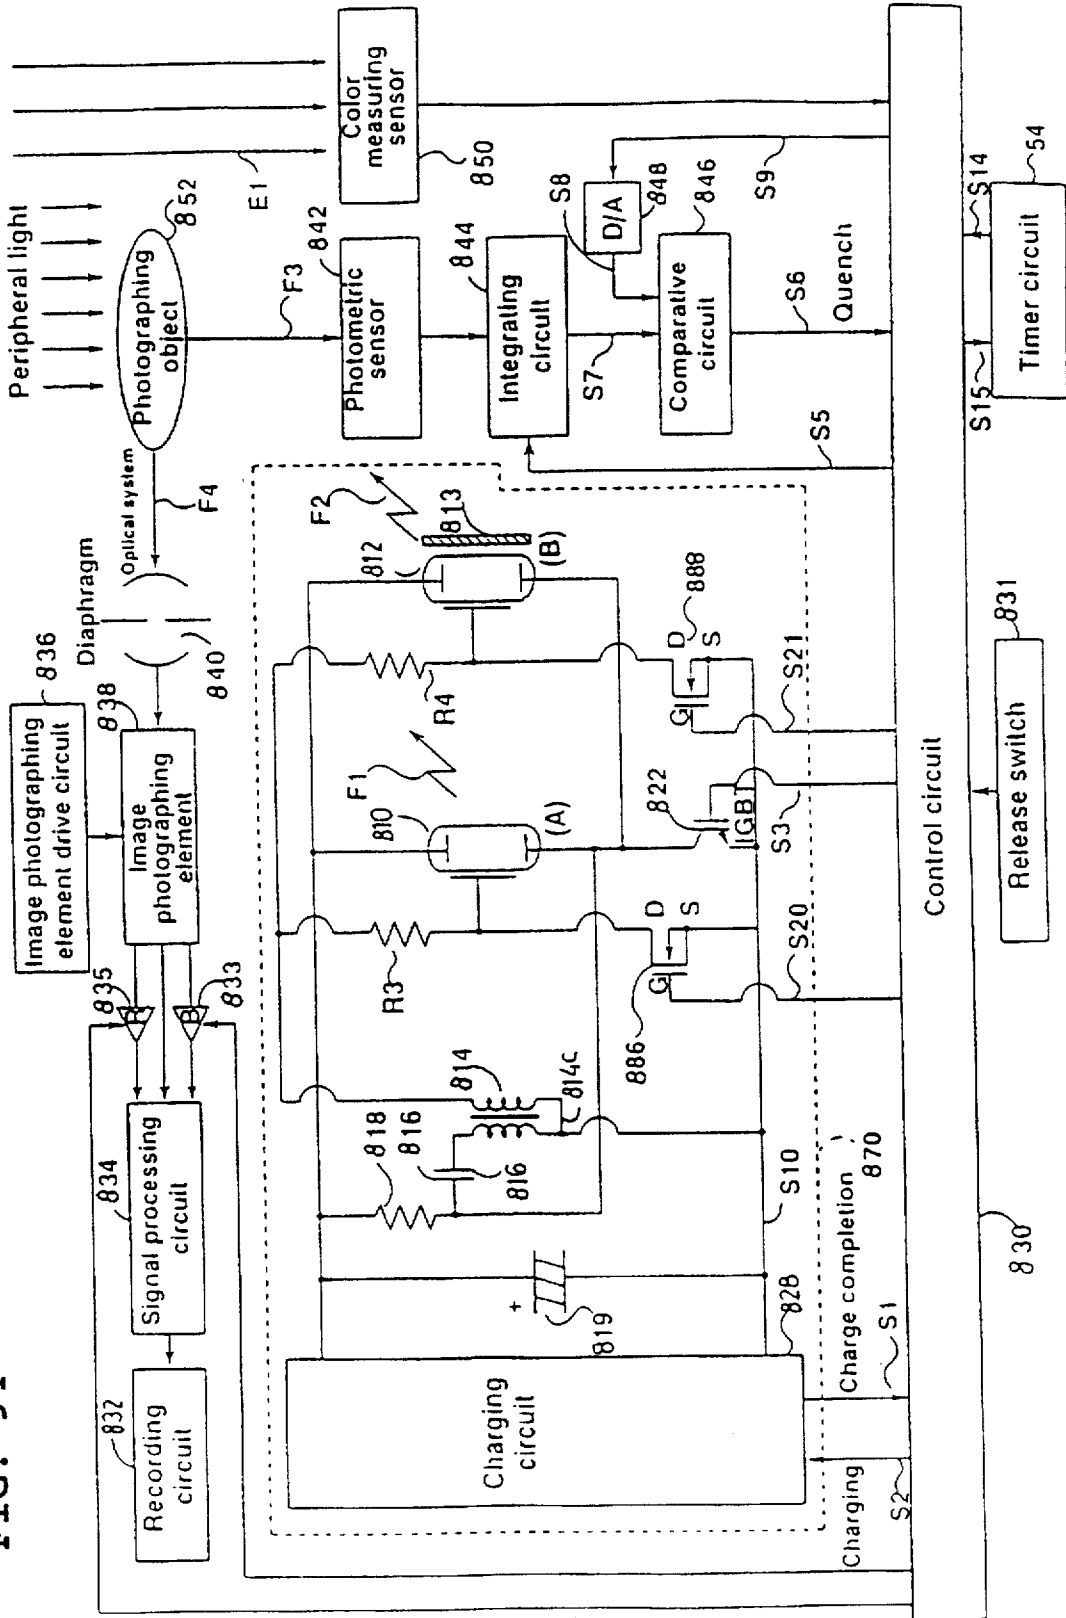 Peripheral light
Photographing
object
852
E1
F3
F4
Optical system
Diaphragm
840
Image photographing
element drive circuit
836
Image
photographing
element
838
835
B
833
Signal processing
circuit
834
Recording
circuit
832
Color
measuring
sensor
850
Photometric
sensor
842
Integrating
circuit
844
S7
S8
D/A
848
S9
Comparative
circuit
846
S6
Quench
S5
F2
813
812
(B)
F1
810
(A)
R4
R3
888
G
D
S
S21
822
IGBT
S3
886
G
D
S
S20
814
814c
816
816
818
819
+
S10
828
870
Charging
circuit
Charge completion
S1
Charging
S2
Control circuit
830
Release switch
831
Timer circuit
54
S14
S15